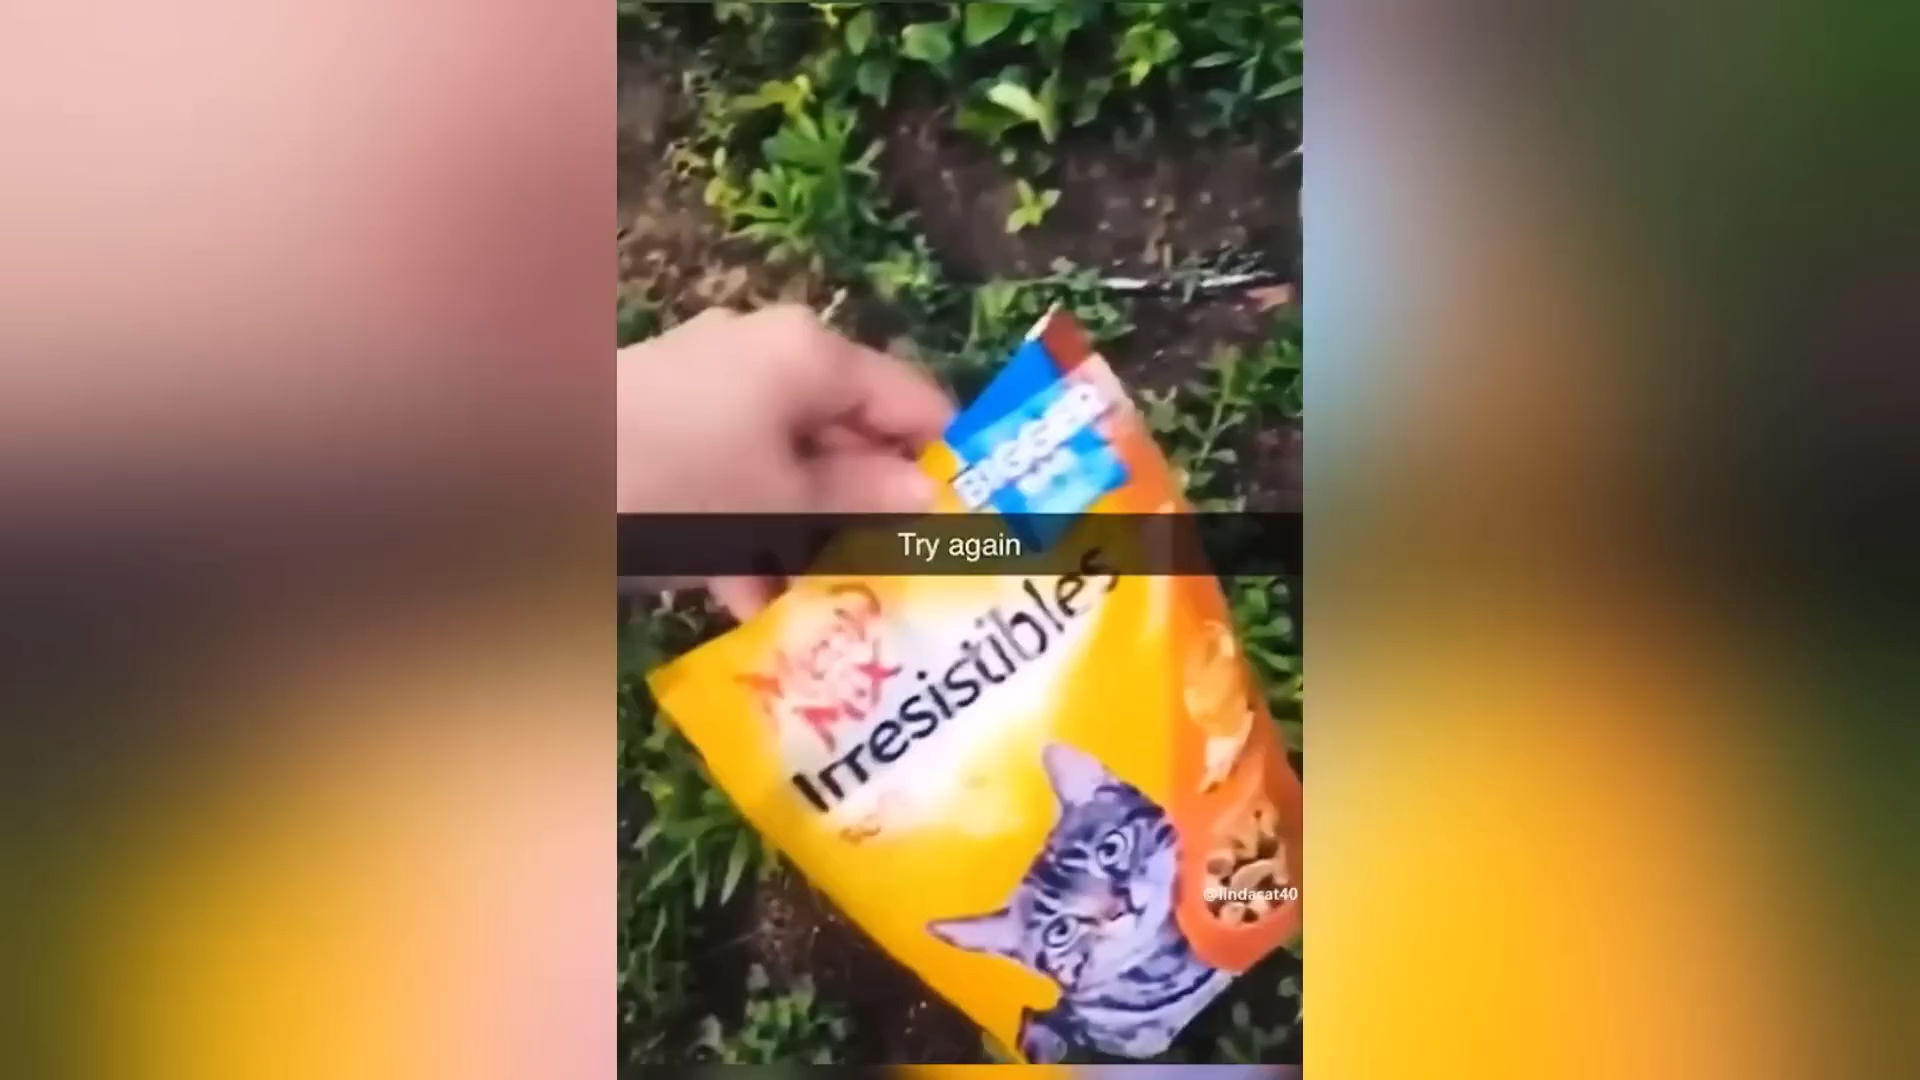 BIGGER
Try again
Meow
Mix
Irresistibles
@lindacat40